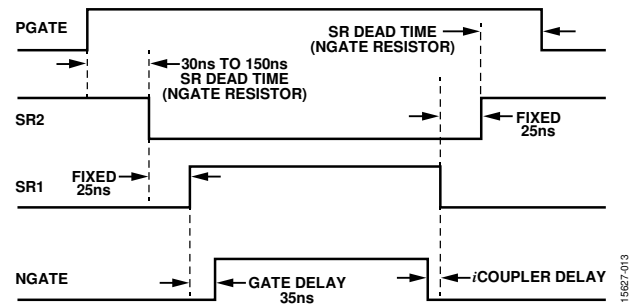 PGATE
SR DEAD TIME
(NGATE RESISTOR)
30ns TO 150ns
SR DEAD TIME
(NGATE RESISTOR)
SR2
FIXED
25ns
SR1
FIXED
25ns
NGATE
GATE DELAY
35ns
iCOUPLER DELAY
15627-013